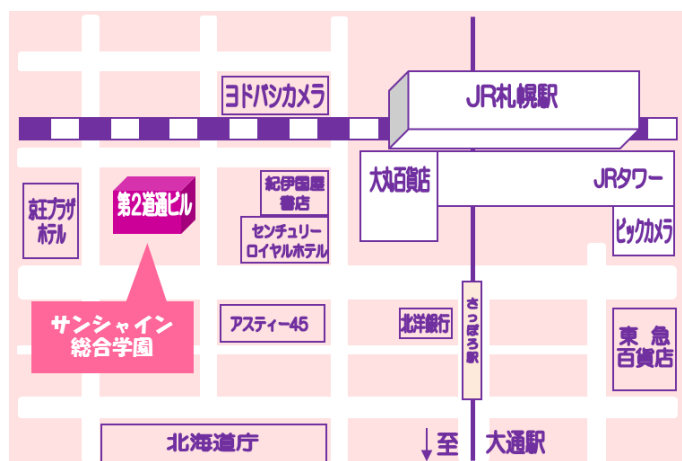 ヨドバシカメラ
JR札幌駅
京王プラザ
ホテル
第2道通ビル
紀伊国屋
書店
センチュリー
ロイヤルホテル
大丸百貨店
JRタワー
ビックカメラ
サンシャイン
総合学園
アスティー45
北洋銀行
さっぽろ駅
東急
百貨店
北海道庁
↓至 大通駅